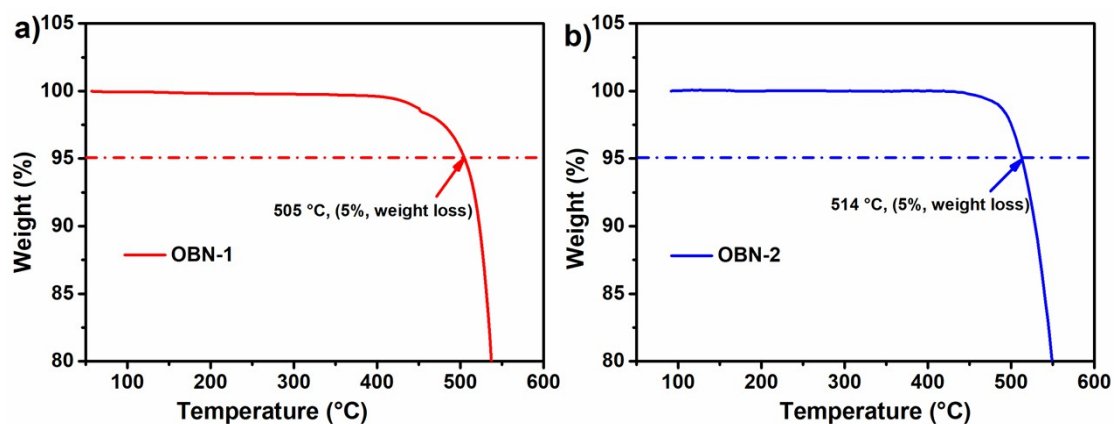 a)
105
100
95
90
85
80
Weight (%)
505 °C, (5%, weight loss)
OBN-1
100 200 300 400 500 600
Temperature (°C)
b)
105
100
95
90
85
80
Weight (%)
514 °C, (5%, weight loss)
OBN-2
100 200 300 400 500 600
Temperature (°C)